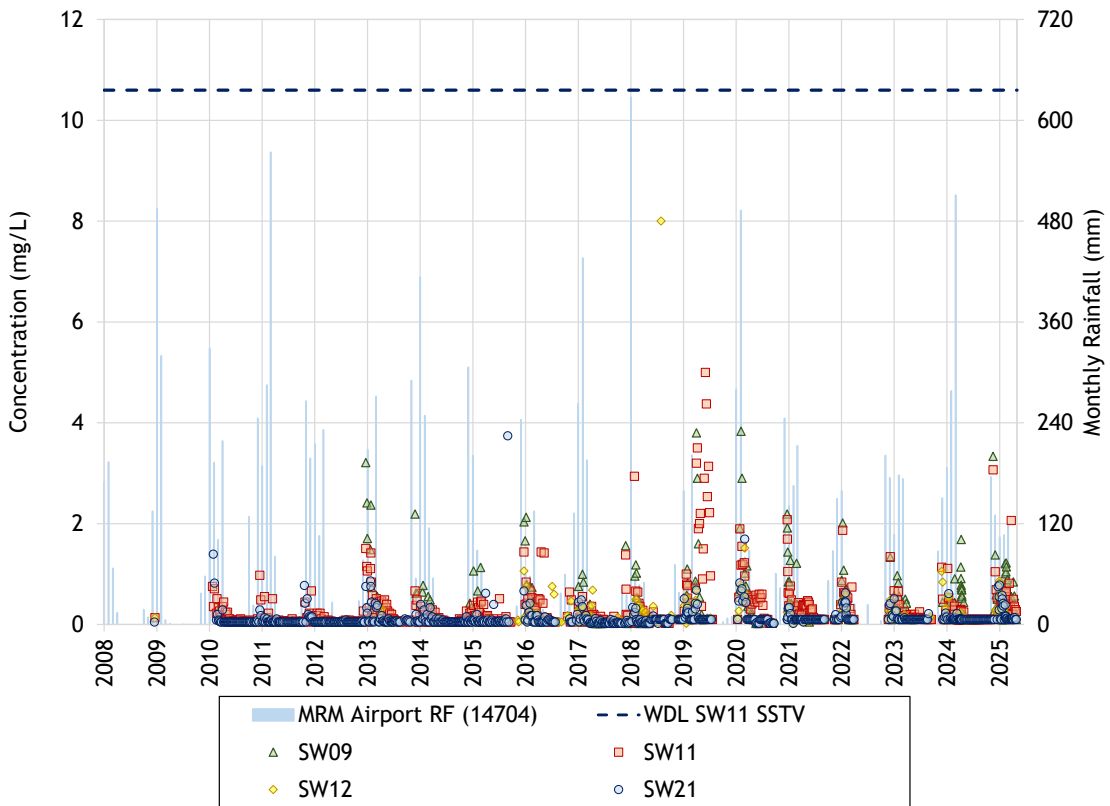 12
10
8
6
4
2
0
Concentration (mg/L)
720
600
480
360
240
120
0
Monthly Rainfall (mm)
2008 2009 2010 2011 2012 2013 2014 2015 2016 2017 2018 2019 2020 2021 2022 2023 2024 2025
MRM Airport RF (14704) WDL SW11 SSTV
SW09 SW11
SW12 SW21